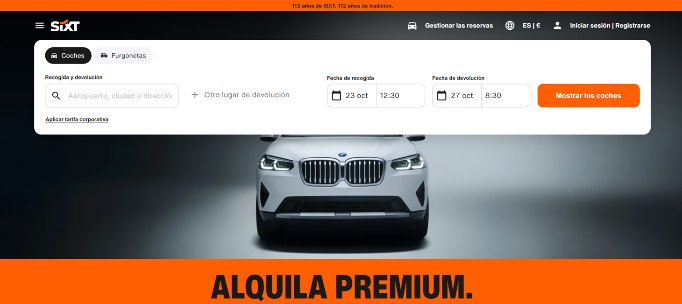 112 años de SIXT. 112 años de tradición.
SiXT
Gestionar las reservas
ES | €
Iniciar sesión | Registrarse
Coches
Furgonetas
Recogida y devolución
Fecha de recogida
Fecha de devolución
Aeropuerto, ciudad o direcció
Otro lugar de devolución
23 oct
12:30
27 oct
8:30
Mostrar los coches
Aplicar tarifa corporativa
ALQUILA PREMIUM.